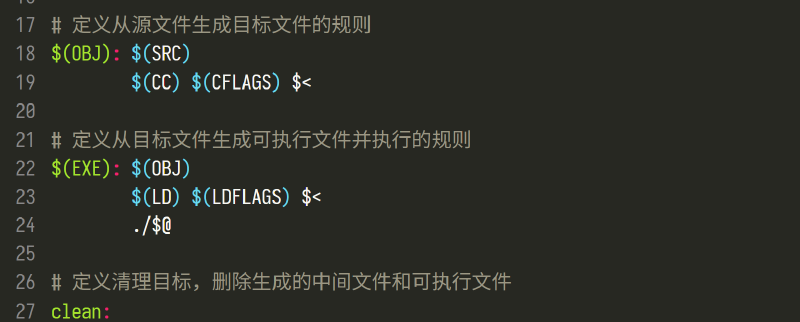 17 # 定义从源文件生成目标文件的规则
18 $(OBJ): $(SRC)
19 $(CC) $(CFLAGS) $<
20
21 # 定义从目标文件生成可执行文件并执行的规则
22 $(EXE): $(OBJ)
23 $(LD) $(LDFLAGS) $<
24 ./$@
25
26 # 定义清理目标，删除生成的中间文件和可执行文件
27 clean: